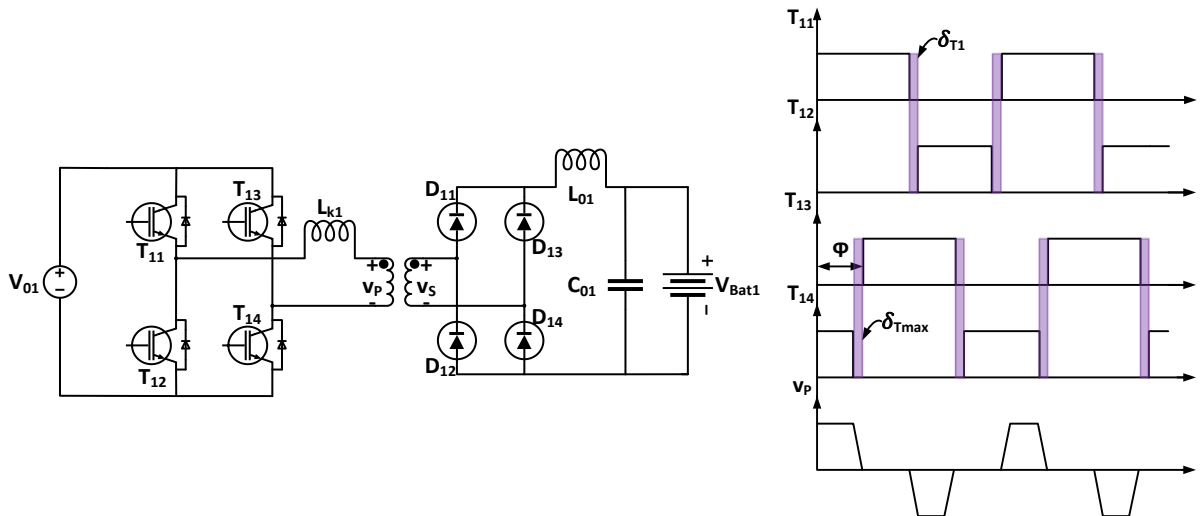 V01
T11
T12
T13
T14
Lk1
+
vP
-
+
vS
-
D11
D12
D13
D14
L01
C01
+
VBat1
-
T11
δT1
T12
T13
Φ
T14
δTmax
vP